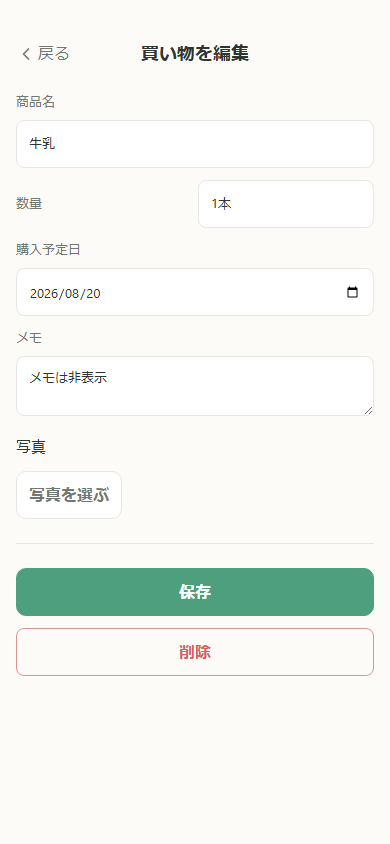 戻る 買い物を編集
商品名
牛乳
数量 1本
購入予定日
2026/08/20
メモ
メモは非表示
写真
写真を選ぶ
保存
削除